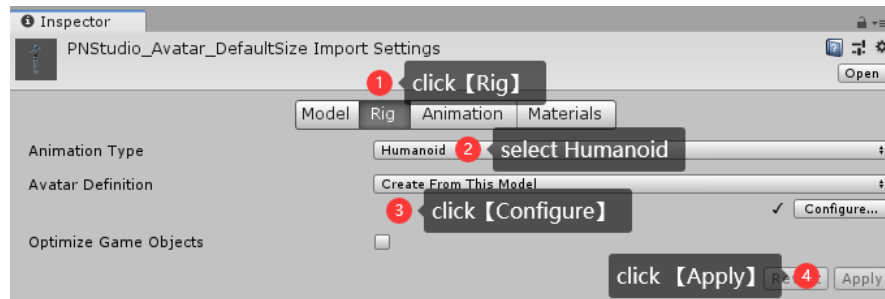 Inspector
PNStudio_Avatar_DefaultSize Import Settings
Open
1 click【Rig】
Model Rig Animation Materials
Animation Type Humanoid 2 select Humanoid
Avatar Definition Create From This Model
3 click【Configure】 Configure...
Optimize Game Objects
click 【Apply】 4 Apply